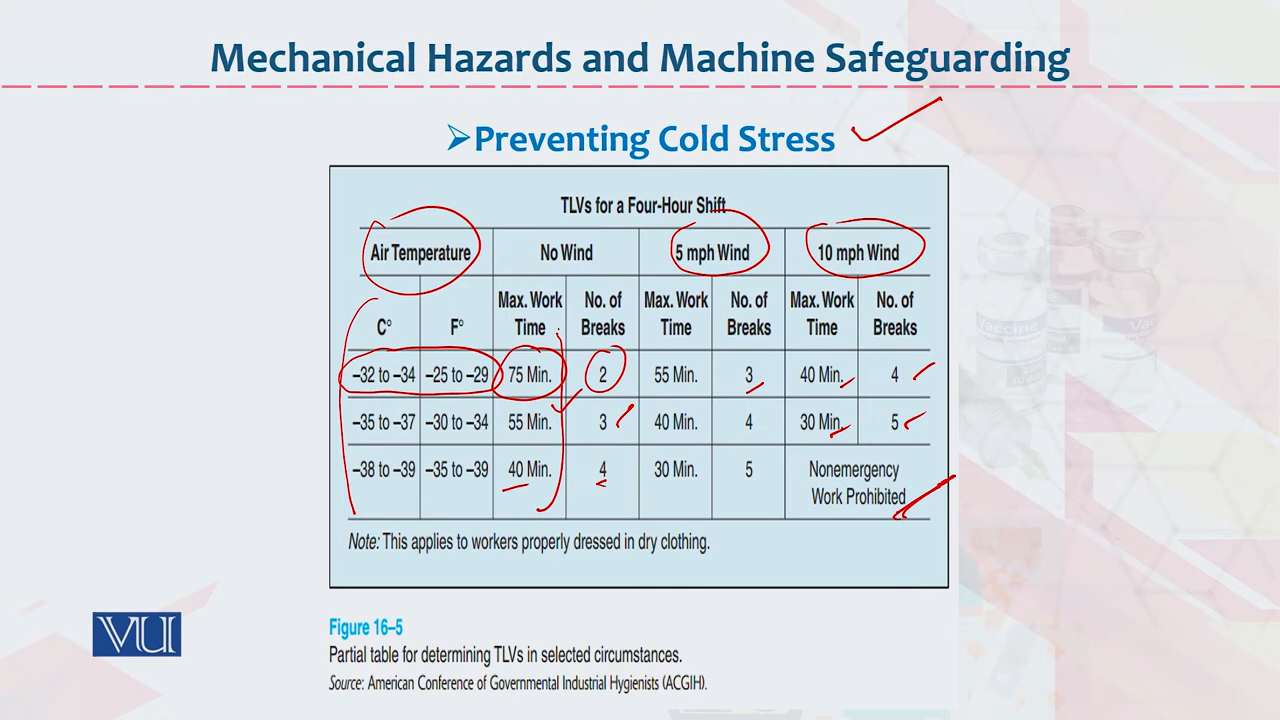 Mechanical Hazards and Machine Safeguarding
➢Preventing Cold Stress
TLVs for a Four-Hour Shift
Air Temperature No Wind 5 mph Wind 10 mph Wind
C° F° Max. Work Time No. of Breaks Max. Work Time No. of Breaks Max. Work Time No. of Breaks
–32 to –34 –25 to –29 75 Min. 2 55 Min. 3 40 Min. 4
–35 to –37 –30 to –34 55 Min. 3 40 Min. 4 30 Min. 5
–38 to –39 –35 to –39 40 Min. 4 30 Min. 5 Nonemergency Work Prohibited
Note: This applies to workers properly dressed in dry clothing.
Figure 16–5
Partial table for determining TLVs in selected circumstances.
Source: American Conference of Governmental Industrial Hygienists (ACGIH).
VU
Vaccine